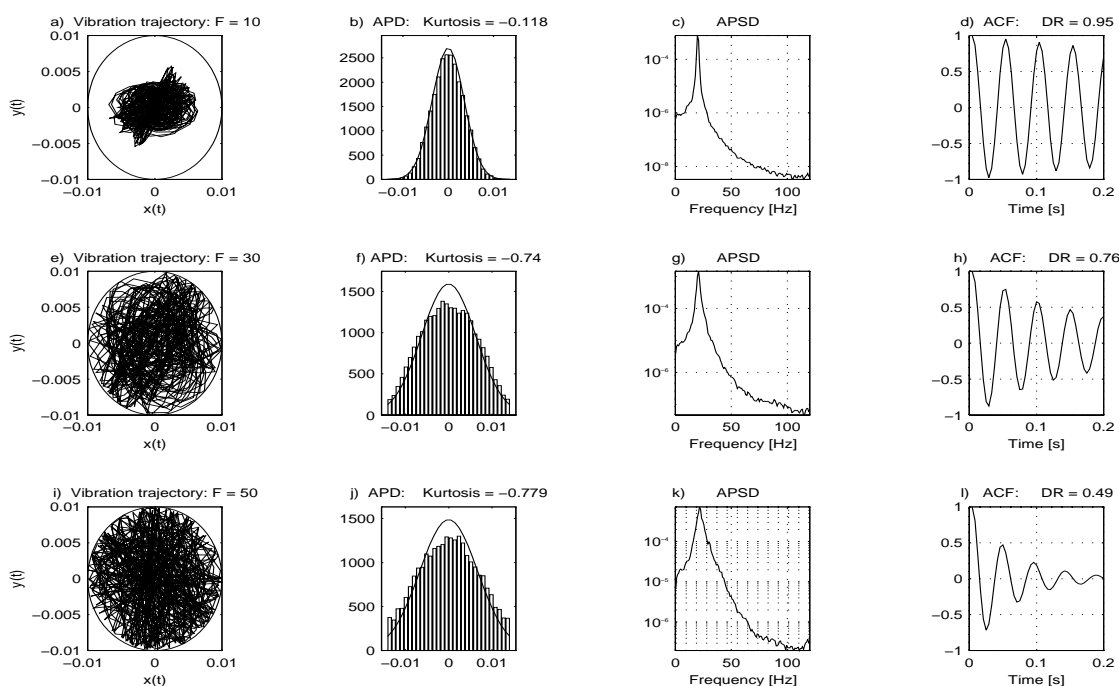 a) Vibration trajectory: F = 10
b) APD: Kurtosis = −0.118
c) APSD
d) ACF: DR = 0.95
0.01
0.005
0
−0.005
−0.01
y(t)
−0.01 0 0.01
x(t)
2500
2000
1500
1000
500
0
−0.01 0 0.01
10−4
10−6
10−8
0 50 100
Frequency [Hz]
1
0.5
0
−0.5
−1
0 0.1 0.2
Time [s]
e) Vibration trajectory: F = 30
f) APD: Kurtosis = −0.74
g) APSD
h) ACF: DR = 0.76
0.01
0.005
0
−0.005
−0.01
y(t)
−0.01 0 0.01
x(t)
1500
1000
500
0
−0.01 0 0.01
10−4
10−6
0 50 100
Frequency [Hz]
1
0.5
0
−0.5
−1
0 0.1 0.2
Time [s]
i) Vibration trajectory: F = 50
j) APD: Kurtosis = −0.779
k) APSD
l) ACF: DR = 0.49
0.01
0.005
0
−0.005
−0.01
y(t)
−0.01 0 0.01
x(t)
1500
1000
500
0
−0.01 0 0.01
10−4
10−5
10−6
0 50 100
Frequency [Hz]
1
0.5
0
−0.5
−1
0 0.1 0.2
Time [s]